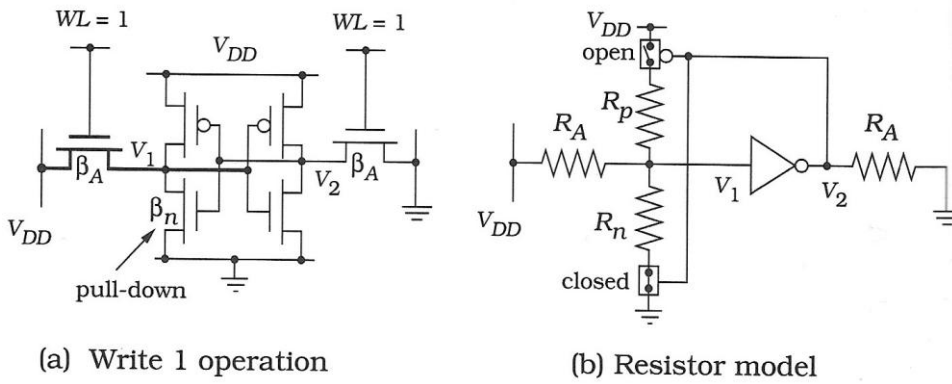 WL = 1
WL = 1
V_DD
V_1
β_A
β_n
V_2
β_A
V_DD
pull-down
(a) Write 1 operation
V_DD
open
R_p
R_A
R_A
V_1
V_2
R_n
V_DD
closed
(b) Resistor model